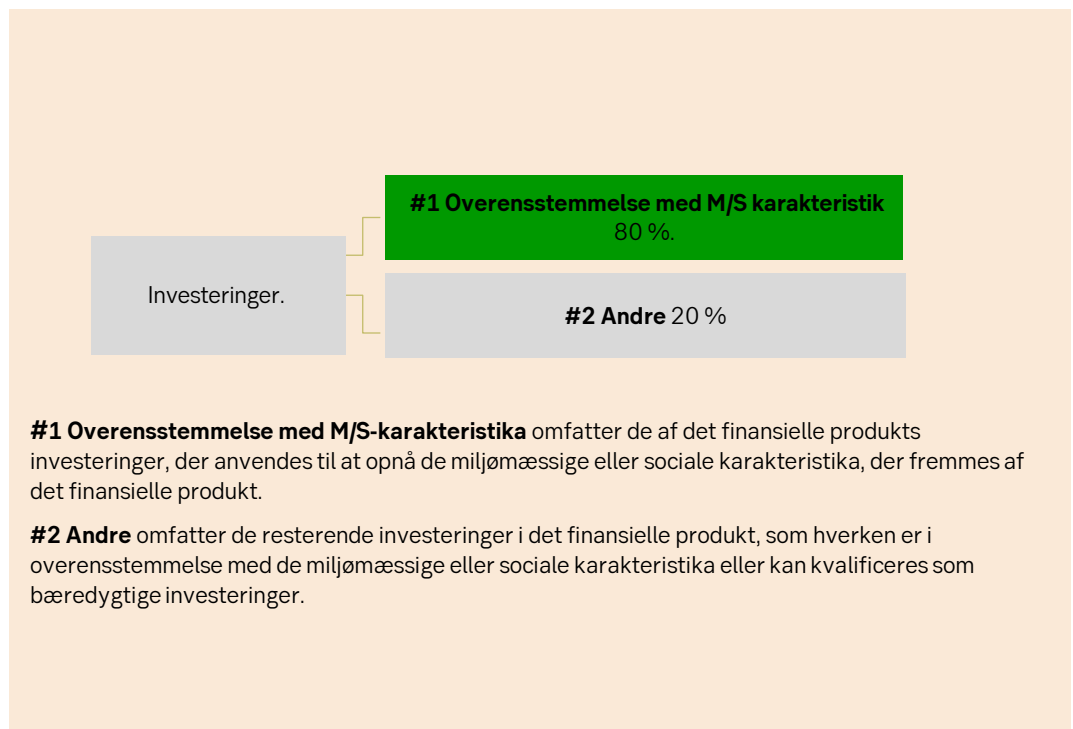 #1 Overensstemmelse med M/S karakteristik
80 %.
Investeringer.
#2 Andre 20 %
#1 Overensstemmelse med M/S-karakteristika omfatter de af det finansielle produkts
investeringer, der anvendes til at opnå de miljømæssige eller sociale karakteristika, der fremmes af
det finansielle produkt.
#2 Andre omfatter de resterende investeringer i det finansielle produkt, som hverken er i
overensstemmelse med de miljømæssige eller sociale karakteristika eller kan kvalificeres som
bæredygtige investeringer.